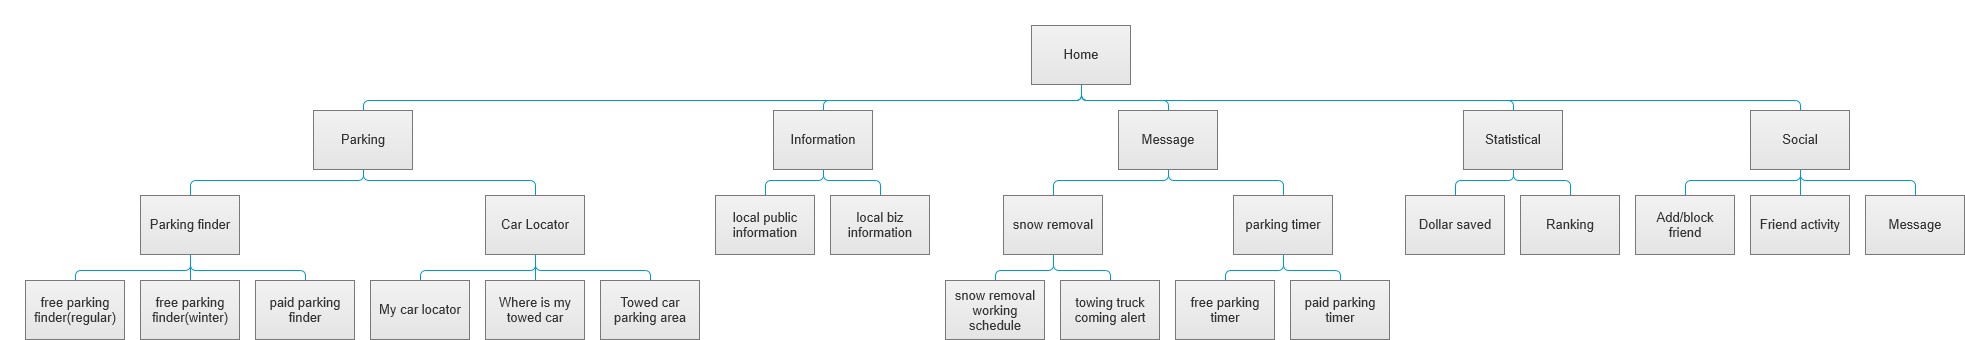 Home
Parking
Information
Message
Statistical
Social
Parking finder
Car Locator
local public
information
local biz
information
snow removal
parking timer
Dollar saved
Ranking
Add/block
friend
Friend activity
Message
free parking
finder(regular)
free parking
finder(winter)
paid parking
finder
My car locator
Where is my
towed car
Towed car
parking area
snow removal
working
schedule
towing truck
coming alert
free parking
timer
paid parking
timer